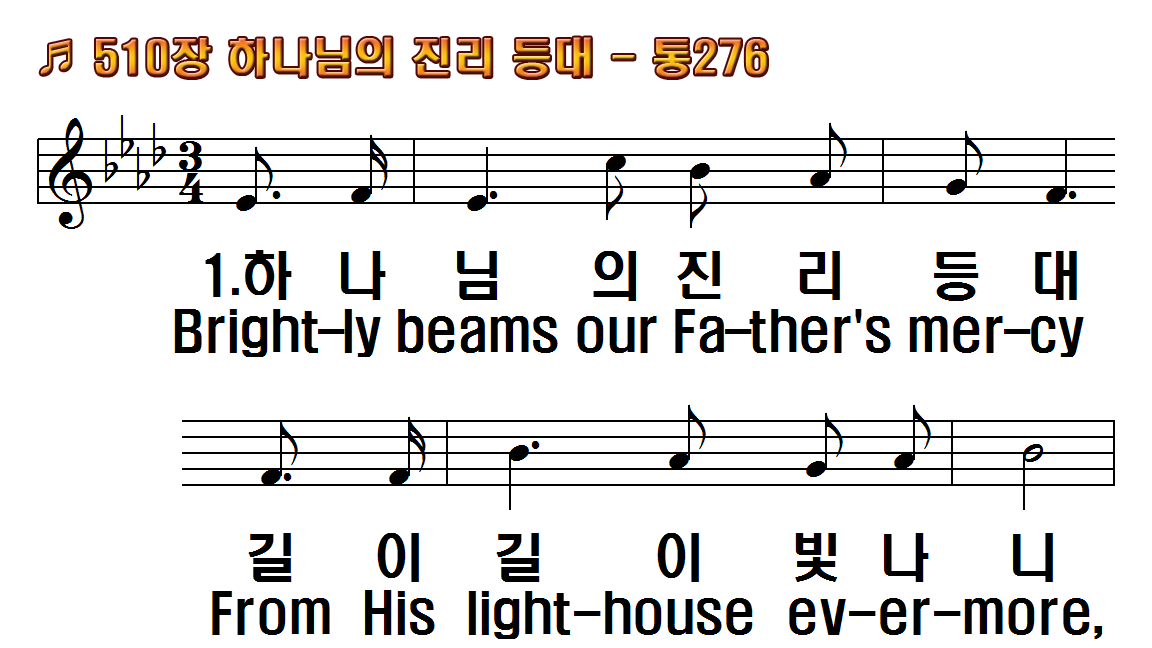 ♬ 510장 하나님의 진리 등대 - 통276
3
4
1.하 나 님 의 진 리 등 대
Bright-ly beams our Fa-ther's mer-cy
길 이 길 이 빛 나 니
From His light-house ev-er-more,